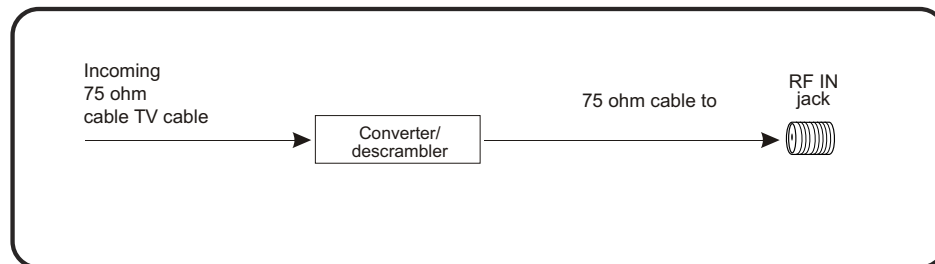 Incoming
75 ohm
cable TV cable
Converter/
descrambler
75 ohm cable to
RF IN
jack